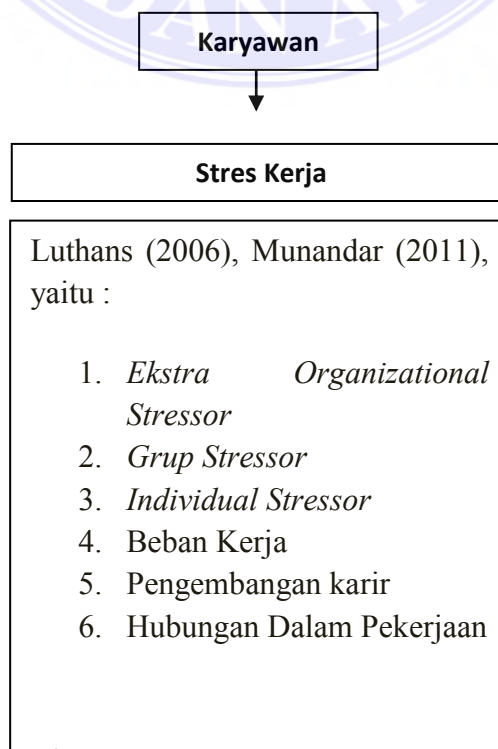 Karyawan
Stres Kerja
Luthans (2006), Munandar (2011),
yaitu :
1. Ekstra Organizational
Stressor
2. Grup Stressor
3. Individual Stressor
4. Beban Kerja
5. Pengembangan karir
6. Hubungan Dalam Pekerjaan